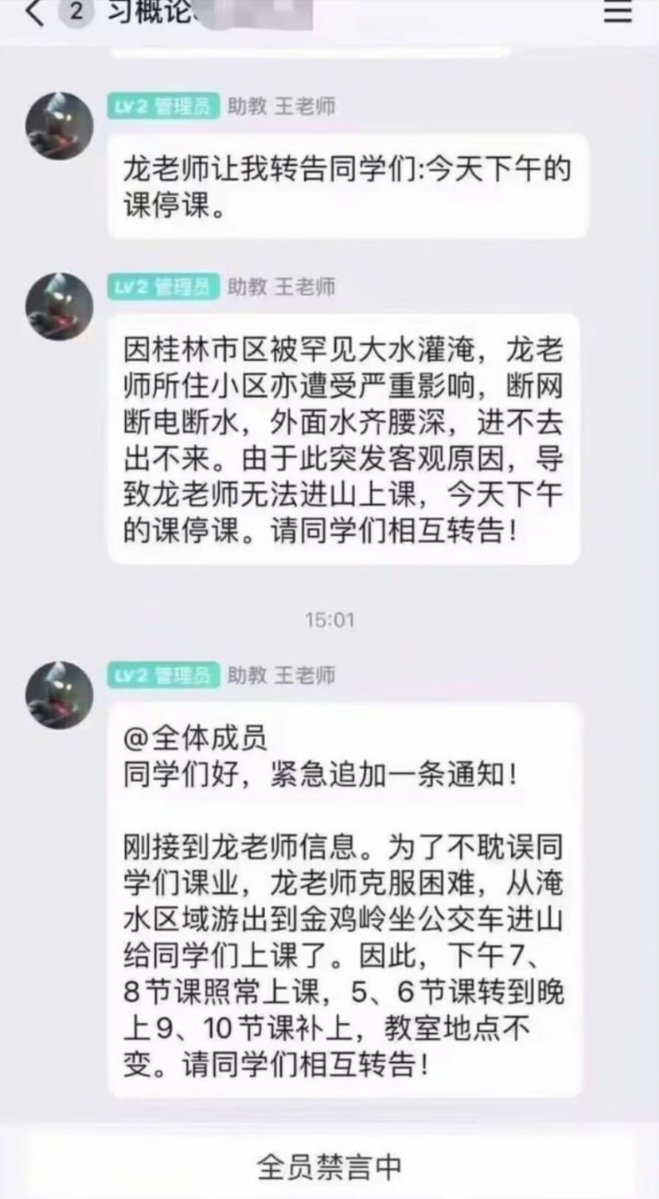 2
习概论
LV2 管理员 助教 王老师
龙老师让我转告同学们:今天下午的
课停课。
LV2 管理员 助教 王老师
因桂林市区被罕见大水灌淹，龙老
师所住小区亦遭受严重影响，断网
断电断水，外面水齐腰深，进不去
出不来。由于此突发客观原因，导
致龙老师无法进山上课，今天下午
的课停课。请同学们相互转告！
15:01
LV2 管理员 助教 王老师
@全体成员
同学们好，紧急追加一条通知！
刚接到龙老师信息。为了不耽误同
学们课业，龙老师克服困难，从淹
水区域游出到金鸡岭坐公交车进山
给同学们上课了。因此，下午7、
8节课照常上课，5、6节课转到晚
上9、10节课补上，教室地点不
变。请同学们相互转告！
全员禁言中